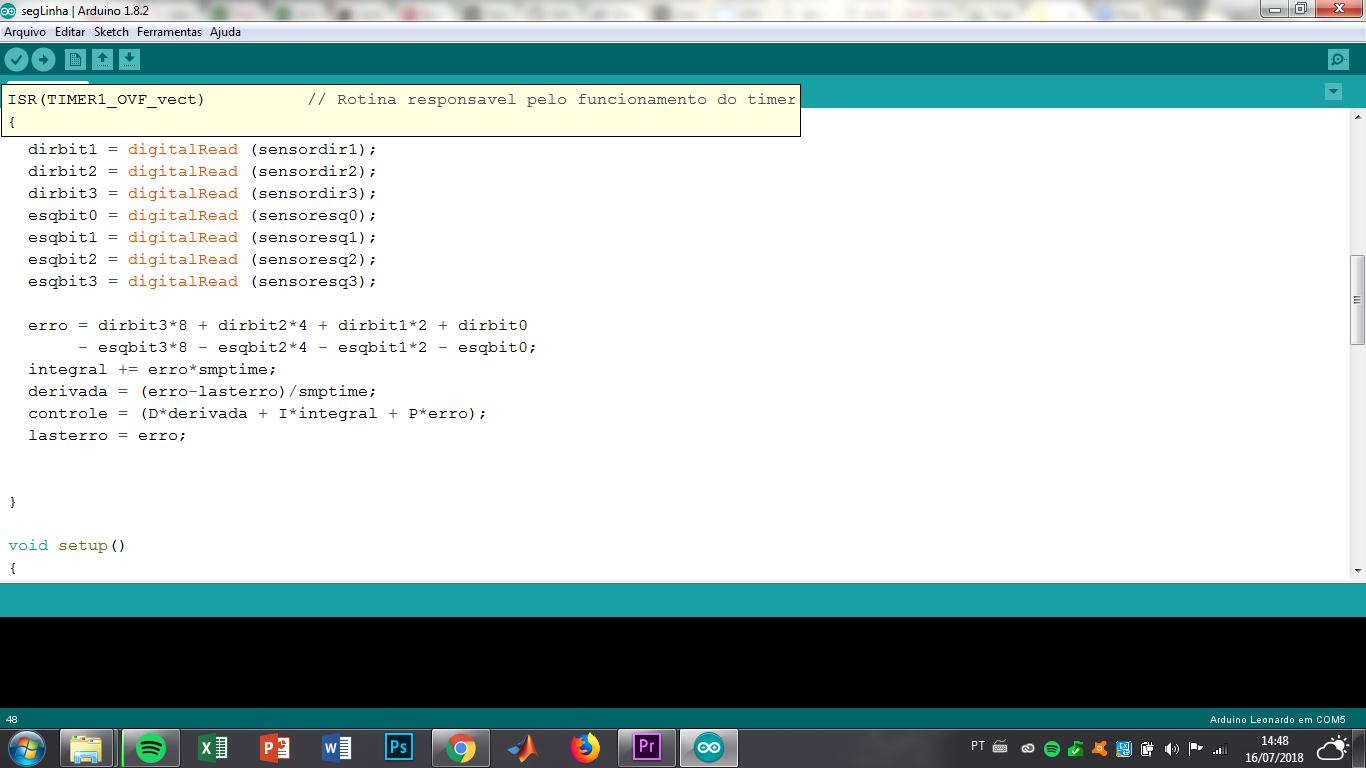 segLinha | Arduino 1.8.2
Arquivo Editar Sketch Ferramentas Ajuda
ISR(TIMER1_OVF_vect) // Rotina responsavel pelo funcionamento do timer
{
dirbit1 = digitalRead (sensordir1);
dirbit2 = digitalRead (sensordir2);
dirbit3 = digitalRead (sensordir3);
esqbit0 = digitalRead (sensoresq0);
esqbit1 = digitalRead (sensoresq1);
esqbit2 = digitalRead (sensoresq2);
esqbit3 = digitalRead (sensoresq3);
erro = dirbit3*8 + dirbit2*4 + dirbit1*2 + dirbit0
- esqbit3*8 - esqbit2*4 - esqbit1*2 - esqbit0;
integral += erro*smptime;
derivada = (erro-lasterro)/smptime;
controle = (D*derivada + I*integral + P*erro);
lasterro = erro;
}
void setup()
{
48
Arduino Leonardo em COM5
Ps
Pr
PT
14:48
16/07/2018